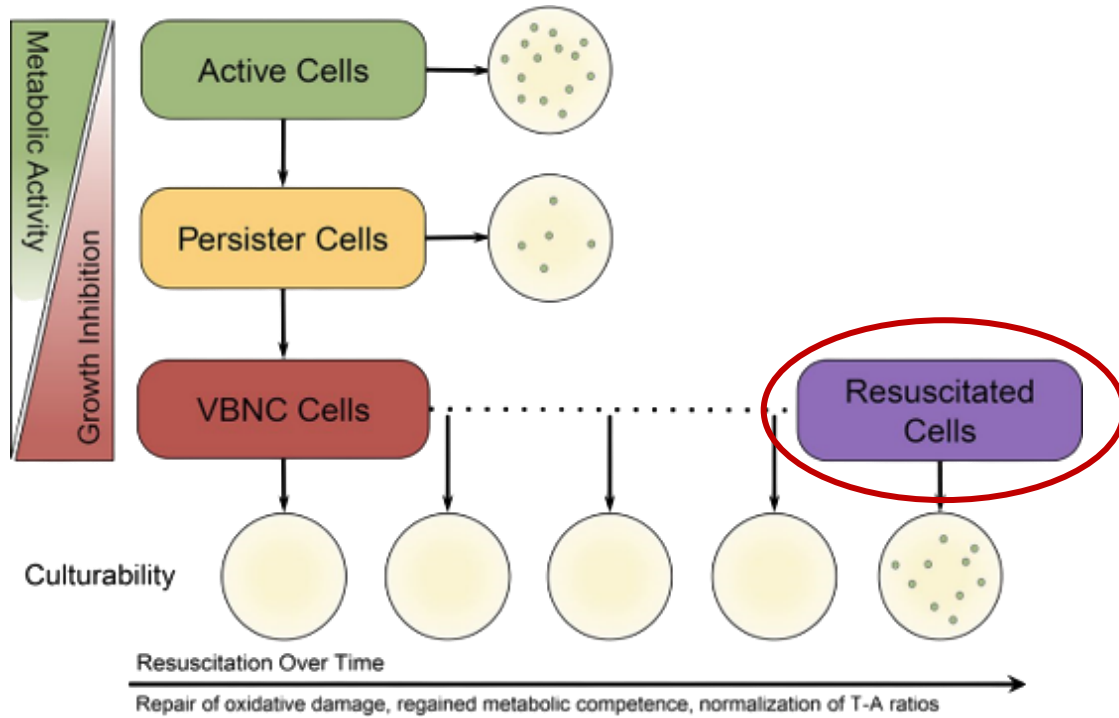 Metabolic Activity
Growth Inhibition
Active Cells
Persister Cells
VBNC Cells
Resuscitated
Cells
Culturability
Resuscitation Over Time
Repair of oxidative damage, regained metabolic competence, normalization of T-A ratios